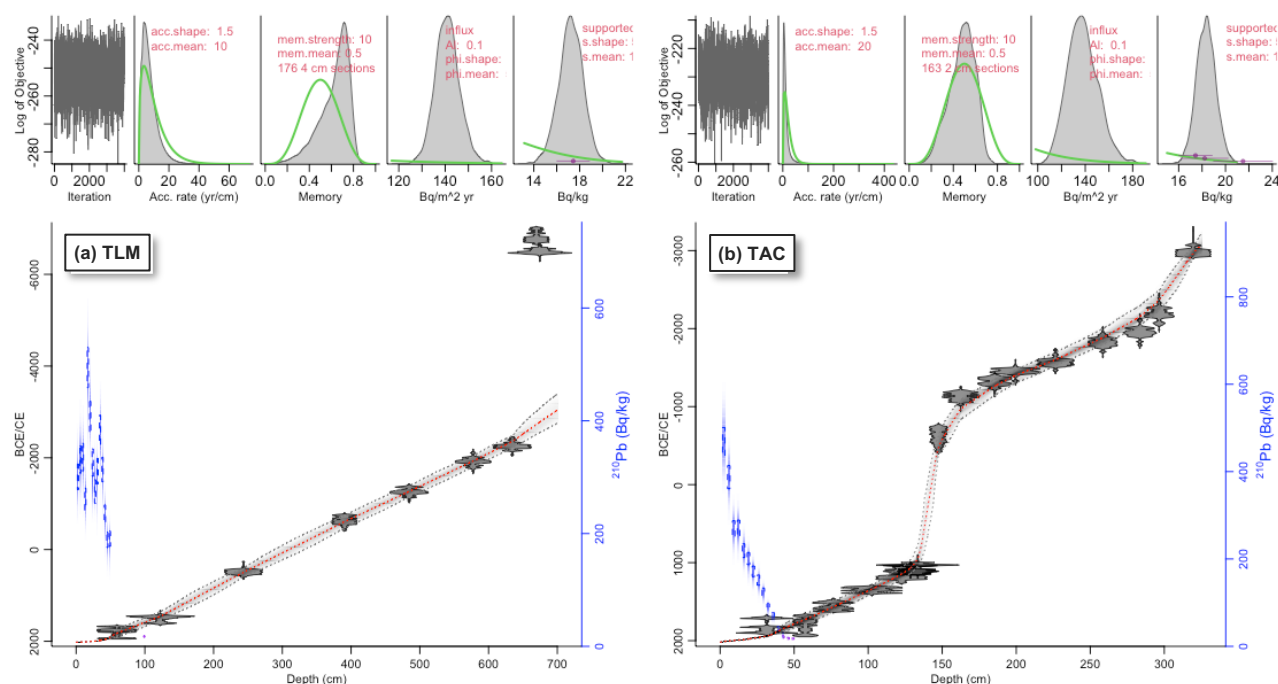 acc.shape: 1.5
acc.mean: 10
mem.strength: 10
mem.mean: 0.5
176 4 cm sections
influx
Al: 0.1
phi.shape:
phi.mean:
supported
s.shape:
s.mean: 1
Log of Objective
-240
-260
-280
0 2000
Iteration
0 20 40 60
Acc. rate (yr/cm)
0.0 0.4 0.8
Memory
120 140 160
Bq/m^2 yr
14 18 22
Bq/kg
acc.shape: 1.5
acc.mean: 20
mem.strength: 10
mem.mean: 0.5
163 2 cm sections
influx
Al: 0.1
phi.shape:
phi.mean:
supported
s.shape:
s.mean: 1
Log of Objective
-220
-240
-260
0 2000
Iteration
0 200 400
Acc. rate (yr/cm)
0.0 0.4 0.8
Memory
100 140 180
Bq/m^2 yr
15 18 21 24
Bq/kg
(a) TLM
BCE/CE
-6000
-4000
-2000
0
2000
0 100 200 300 400 500 600 700
Depth (cm)
600
400
200
0
210Pb (Bq/kg)
(b) TAC
BCE/CE
-3000
-2000
-1000
0
1000
2000
0 50 100 150 200 250 300
Depth (cm)
800
600
400
200
0
210Pb (Bq/kg)